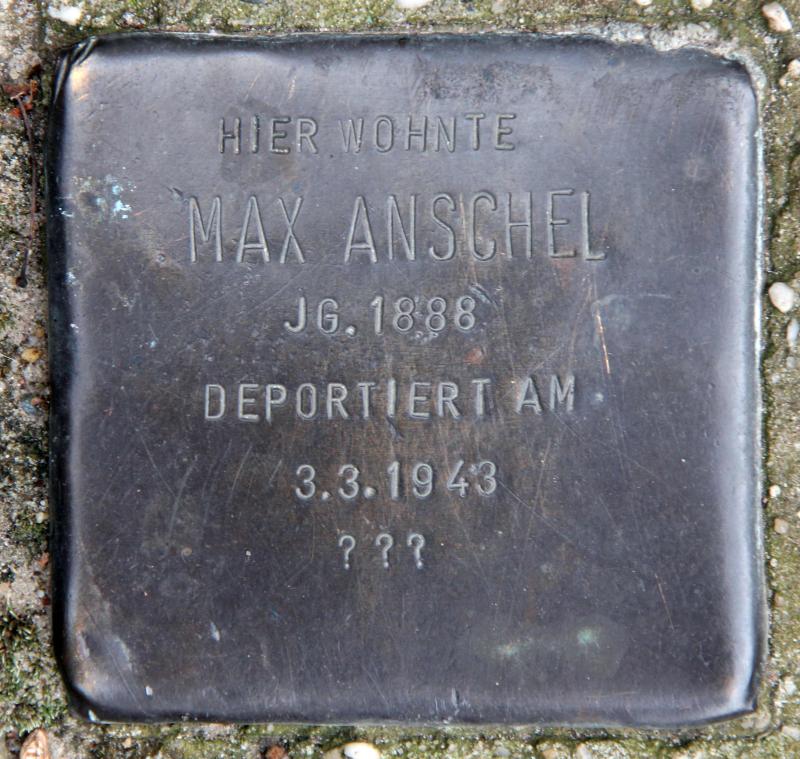 HIER WOHNTE
MAX ANSCHEL
JG. 1888
DEPORTIERT AM
3.3.1943
???